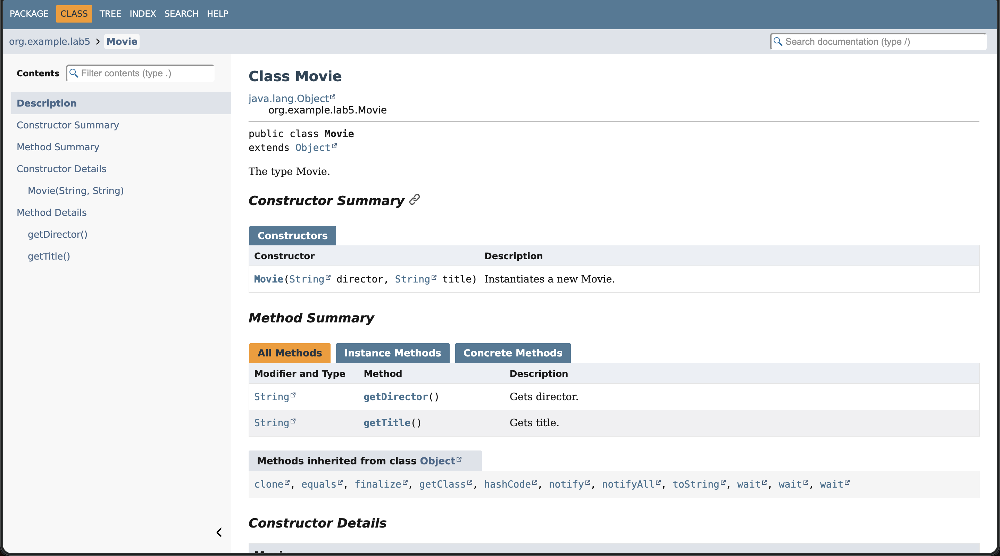 PACKAGE CLASS TREE INDEX SEARCH HELP
org.example.lab5 > Movie
Search documentation (type /)
Contents
Filter contents (type .)
Description
Constructor Summary
Method Summary
Constructor Details
Movie(String, String)
Method Details
getDirector()
getTitle()
Class Movie
java.lang.Object
org.example.lab5.Movie
public class Movie
extends Object
The type Movie.
Constructor Summary
Constructors
Constructor Description
Movie(String director, String title) Instantiates a new Movie.
Method Summary
All Methods Instance Methods Concrete Methods
Modifier and Type Method Description
String getDirector() Gets director.
String getTitle() Gets title.
Methods inherited from class Object
clone, equals, finalize, getClass, hashCode, notify, notifyAll, toString, wait, wait, wait
Constructor Details